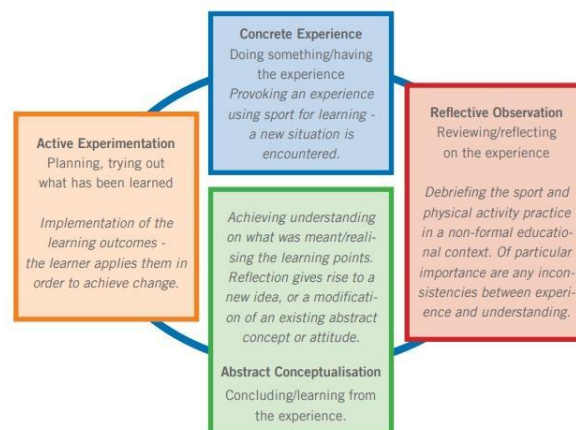 Concrete Experience
Doing something/having
the experience
Provoking an experience
using sport for learning -
a new situation is
encountered.
Reflective Observation
Reviewing/reflecting
on the experience
Debriefing the sport and
physical activity practice
in a non-formal educatio-
nal context. Of particular
importance are any incon-
sistencies between experi-
ence and understanding.
Achieving understanding
on what was meant/reali-
sing the learning points.
Reflection gives rise to a
new idea, or a modificati-
on of an existing abstract
concept or attitude.
Abstract Conceptualisation
Concluding/learning from
the experience.
Active Experimentation
Planning, trying out
what has been learned
Implementation of the
learning outcomes -
the learner applies them in
order to achieve change.